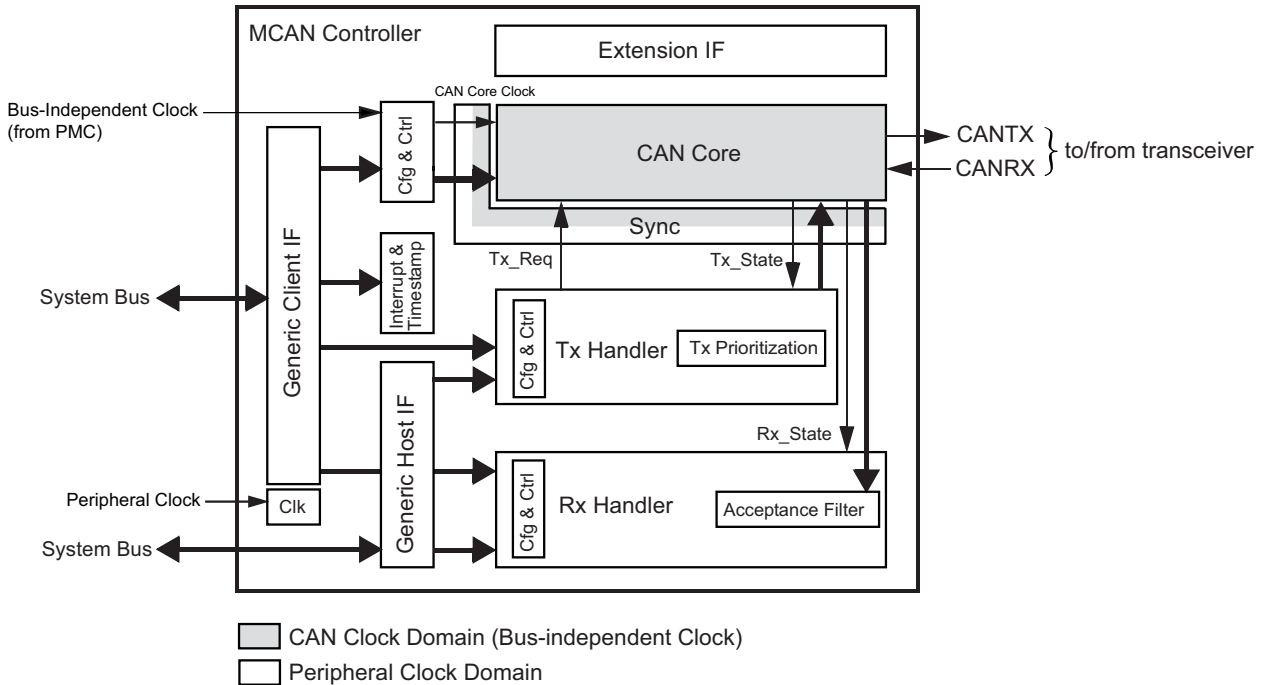 MCAN Controller
Extension IF
CAN Core Clock
Bus-Independent Clock
(from PMC)
Cfg & Ctrl
CAN Core
CANTX
CANRX
to/from transceiver
Sync
Tx_Req
Tx_State
Generic Client IF
Interrupt &
Timestamp
System Bus
Cfg & Ctrl
Tx Handler
Tx Prioritization
Generic Host IF
Rx_State
Peripheral Clock
Clk
Cfg & Ctrl
Rx Handler
Acceptance Filter
System Bus
CAN Clock Domain (Bus-independent Clock)
Peripheral Clock Domain